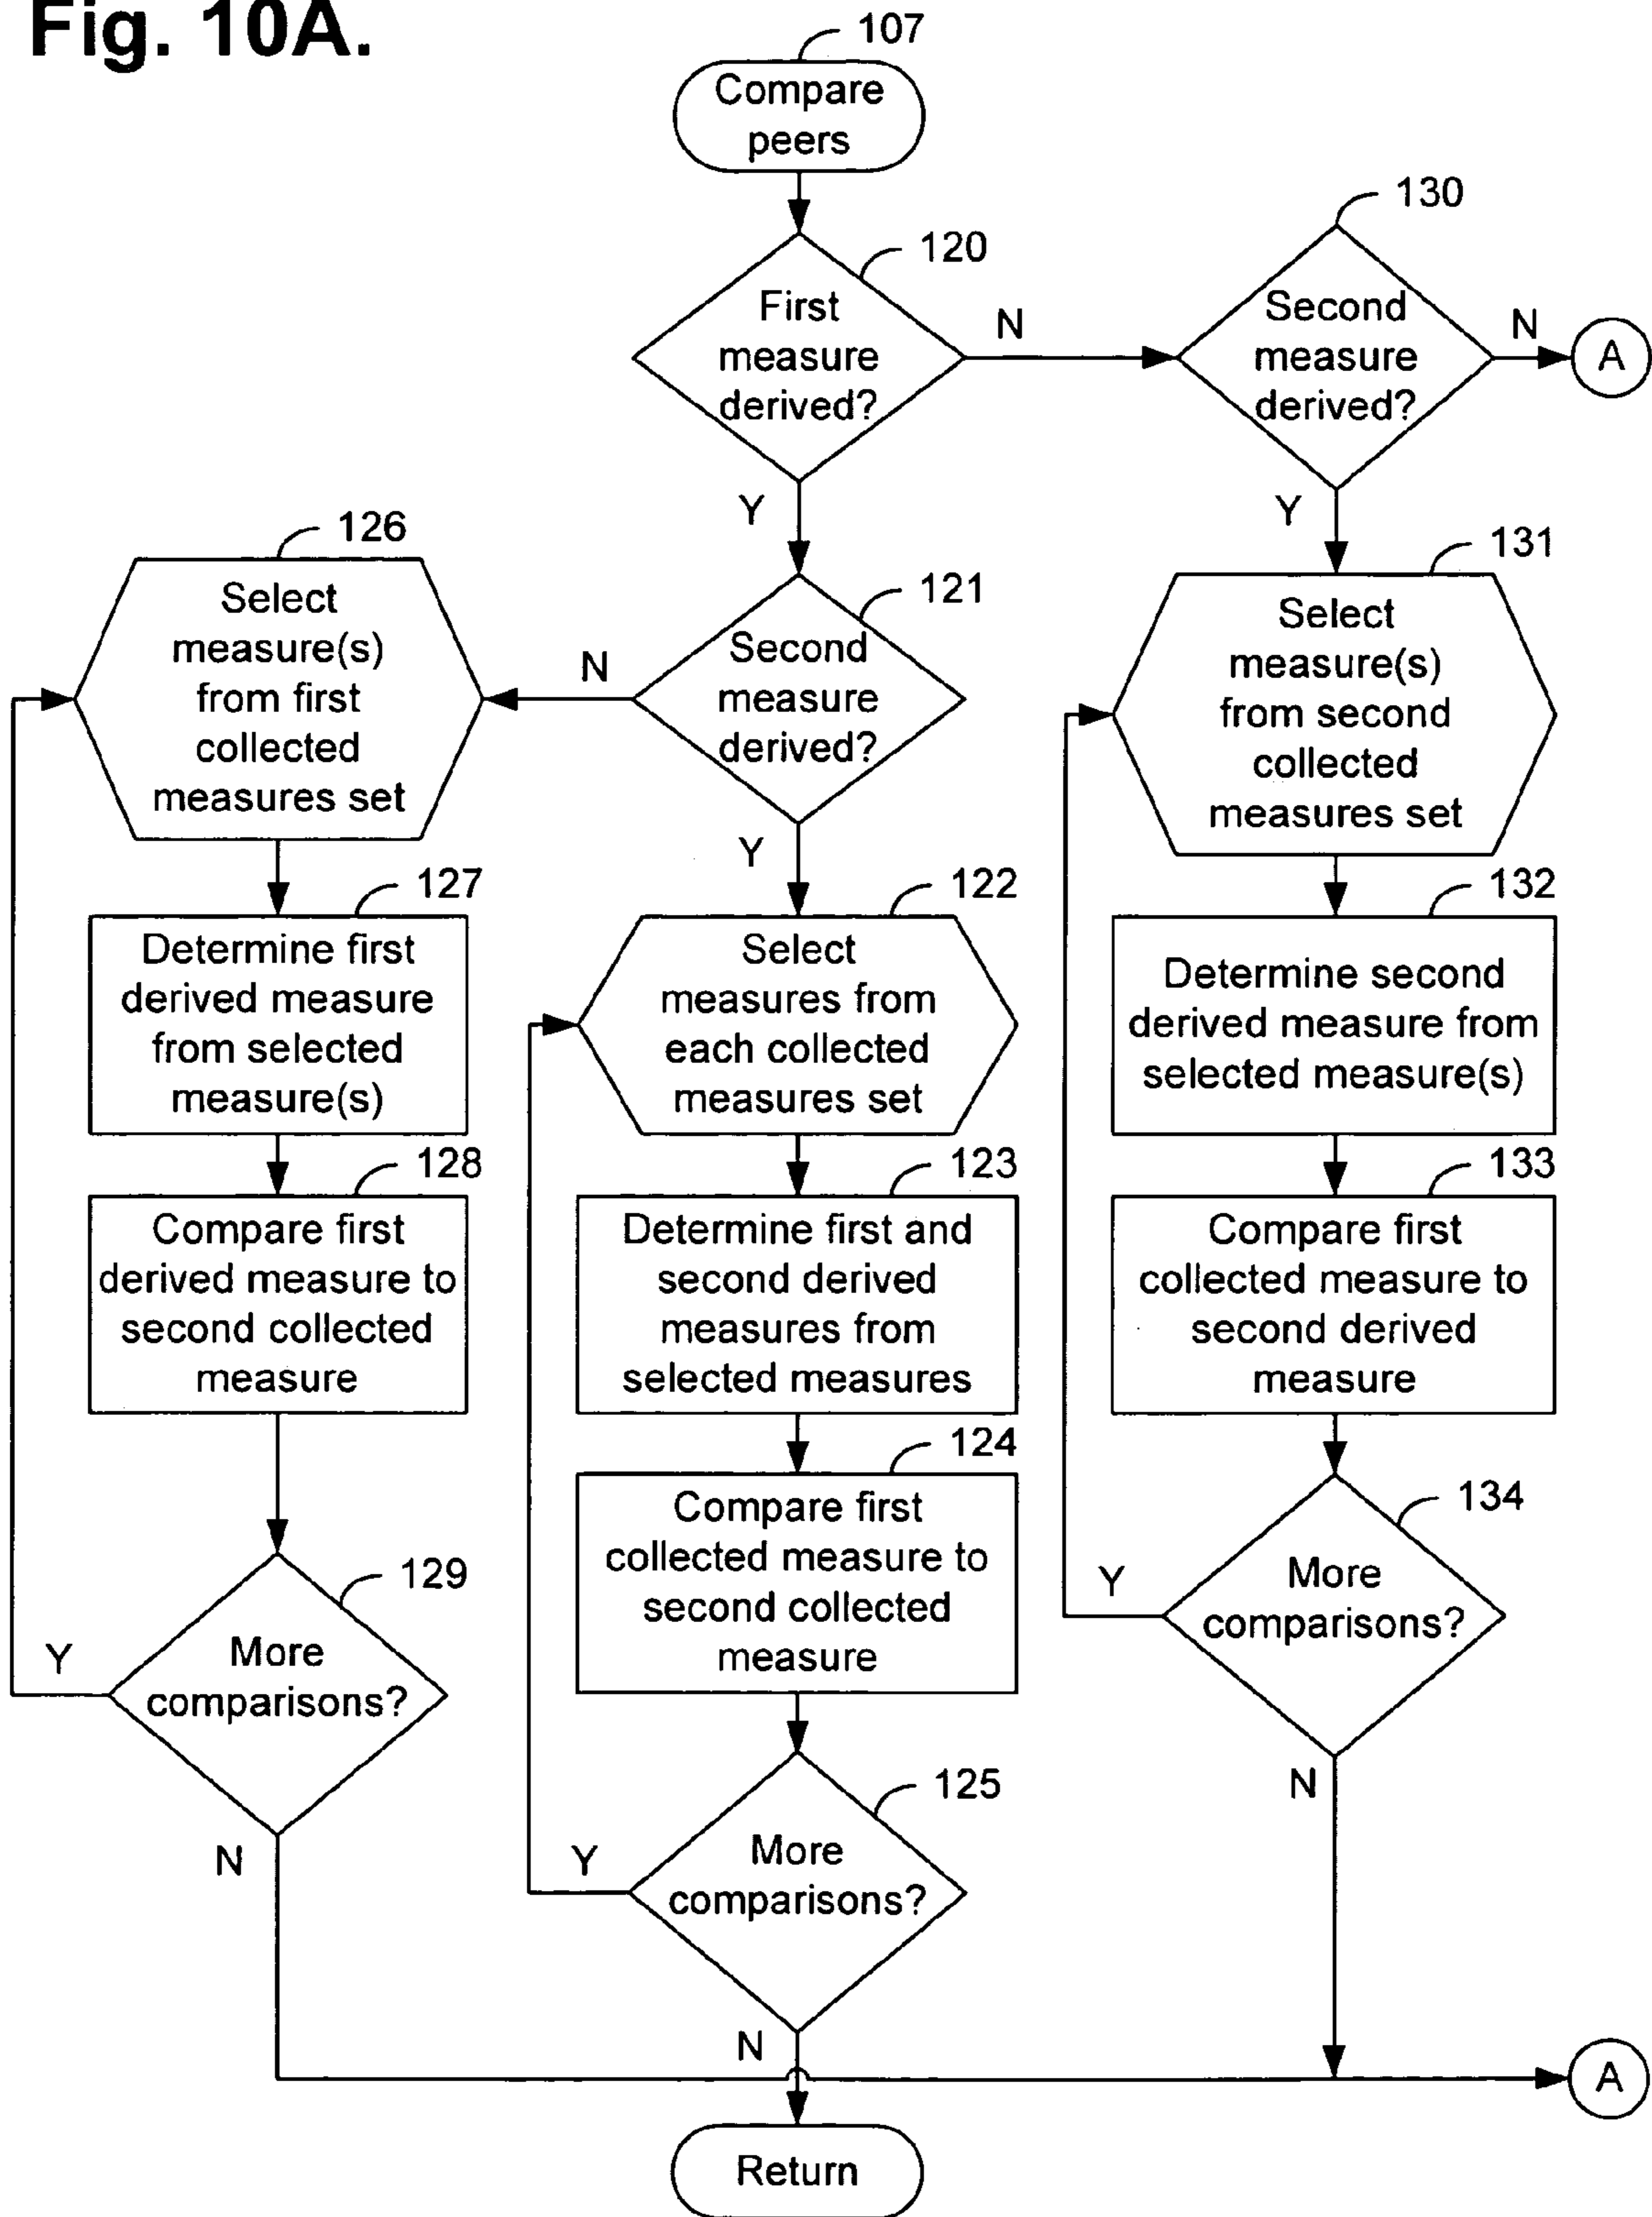 Fig. 10A.
107
Compare
peers
120
First
measure
derived?
N
Y
130
Second
measure
derived?
N
A
Y
121
Second
measure
derived?
N
Y
126
Select
measure(s)
from first
collected
measures set
127
Determine first
derived measure
from selected
measure(s)
128
Compare first
derived measure to
second collected
measure
129
More
comparisons?
Y
N
122
Select
measures from
each collected
measures set
123
Determine first and
second derived
measures from
selected measures
124
Compare first
collected measure to
second collected
measure
125
More
comparisons?
Y
N
131
Select
measure(s)
from second
collected
measures set
132
Determine second
derived measure from
selected measure(s)
133
Compare first
collected measure to
second derived
measure
134
More
comparisons?
Y
N
A
Return